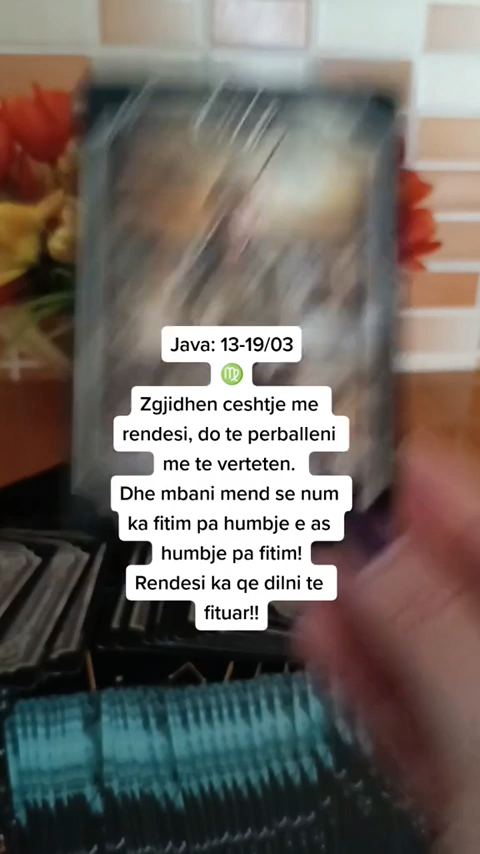 Java: 13-19/03
♍
Zgjidhen ceshtje me
rendesi, do te perballeni
me te verteten.
Dhe mbani mend se num
ka fitim pa humbje e as
humbje pa fitim!
Rendesi ka qe dilni te
fituar!!